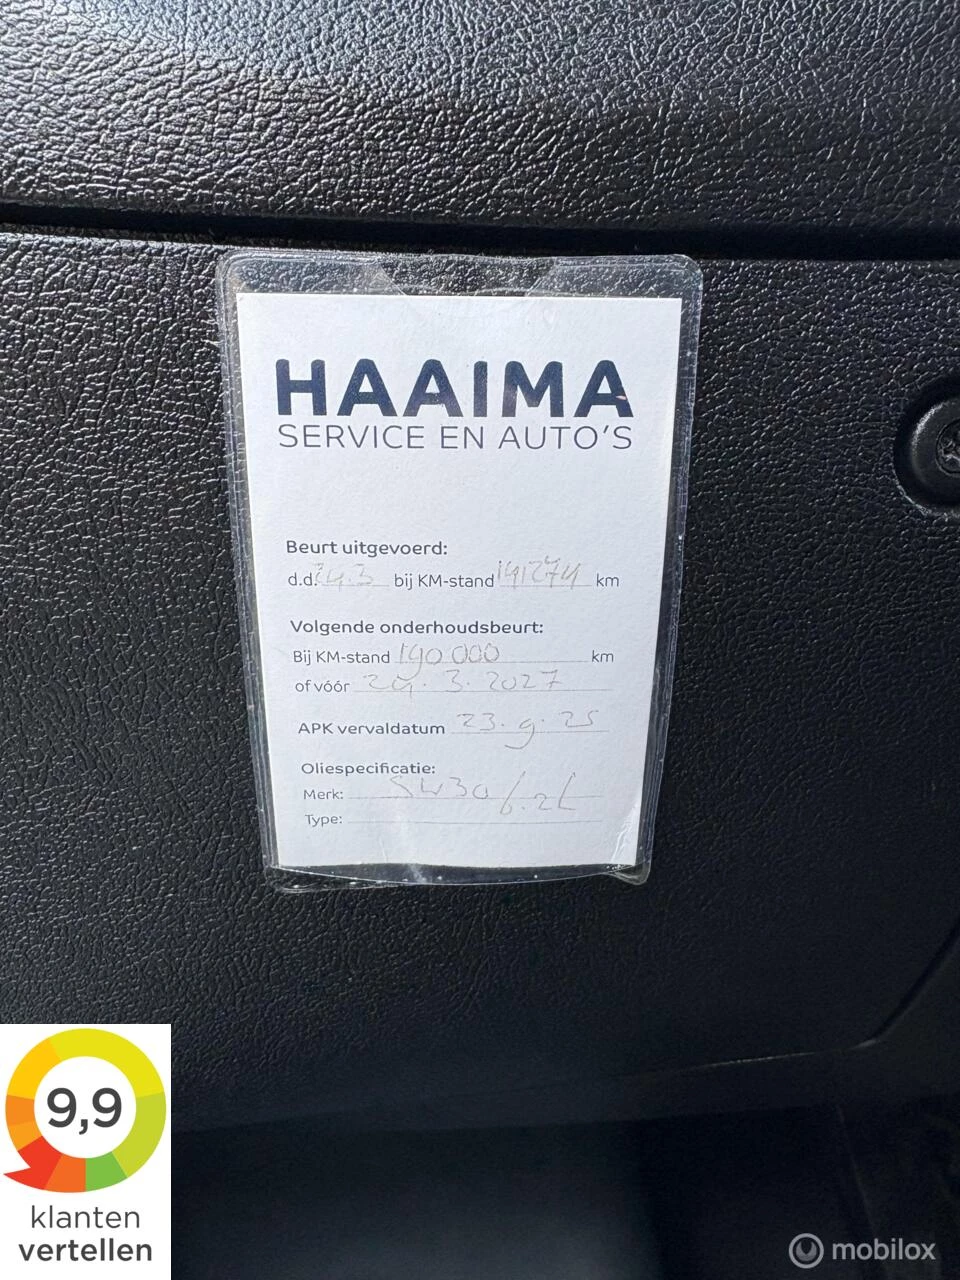 HAAIMA
SERVICE EN AUTO'S
Beurt uitgevoerd:
d.d. 24.3 bij KM-stand 141274 km
Volgende onderhoudsbeurt:
Bij KM-stand 190 000 km
of vóór 24.3.2027
APK vervaldatum 23.9.25
Oliespecificatie:
Merk: 5W30 6.2L
Type:
9,9
klanten
vertellen
mobilox